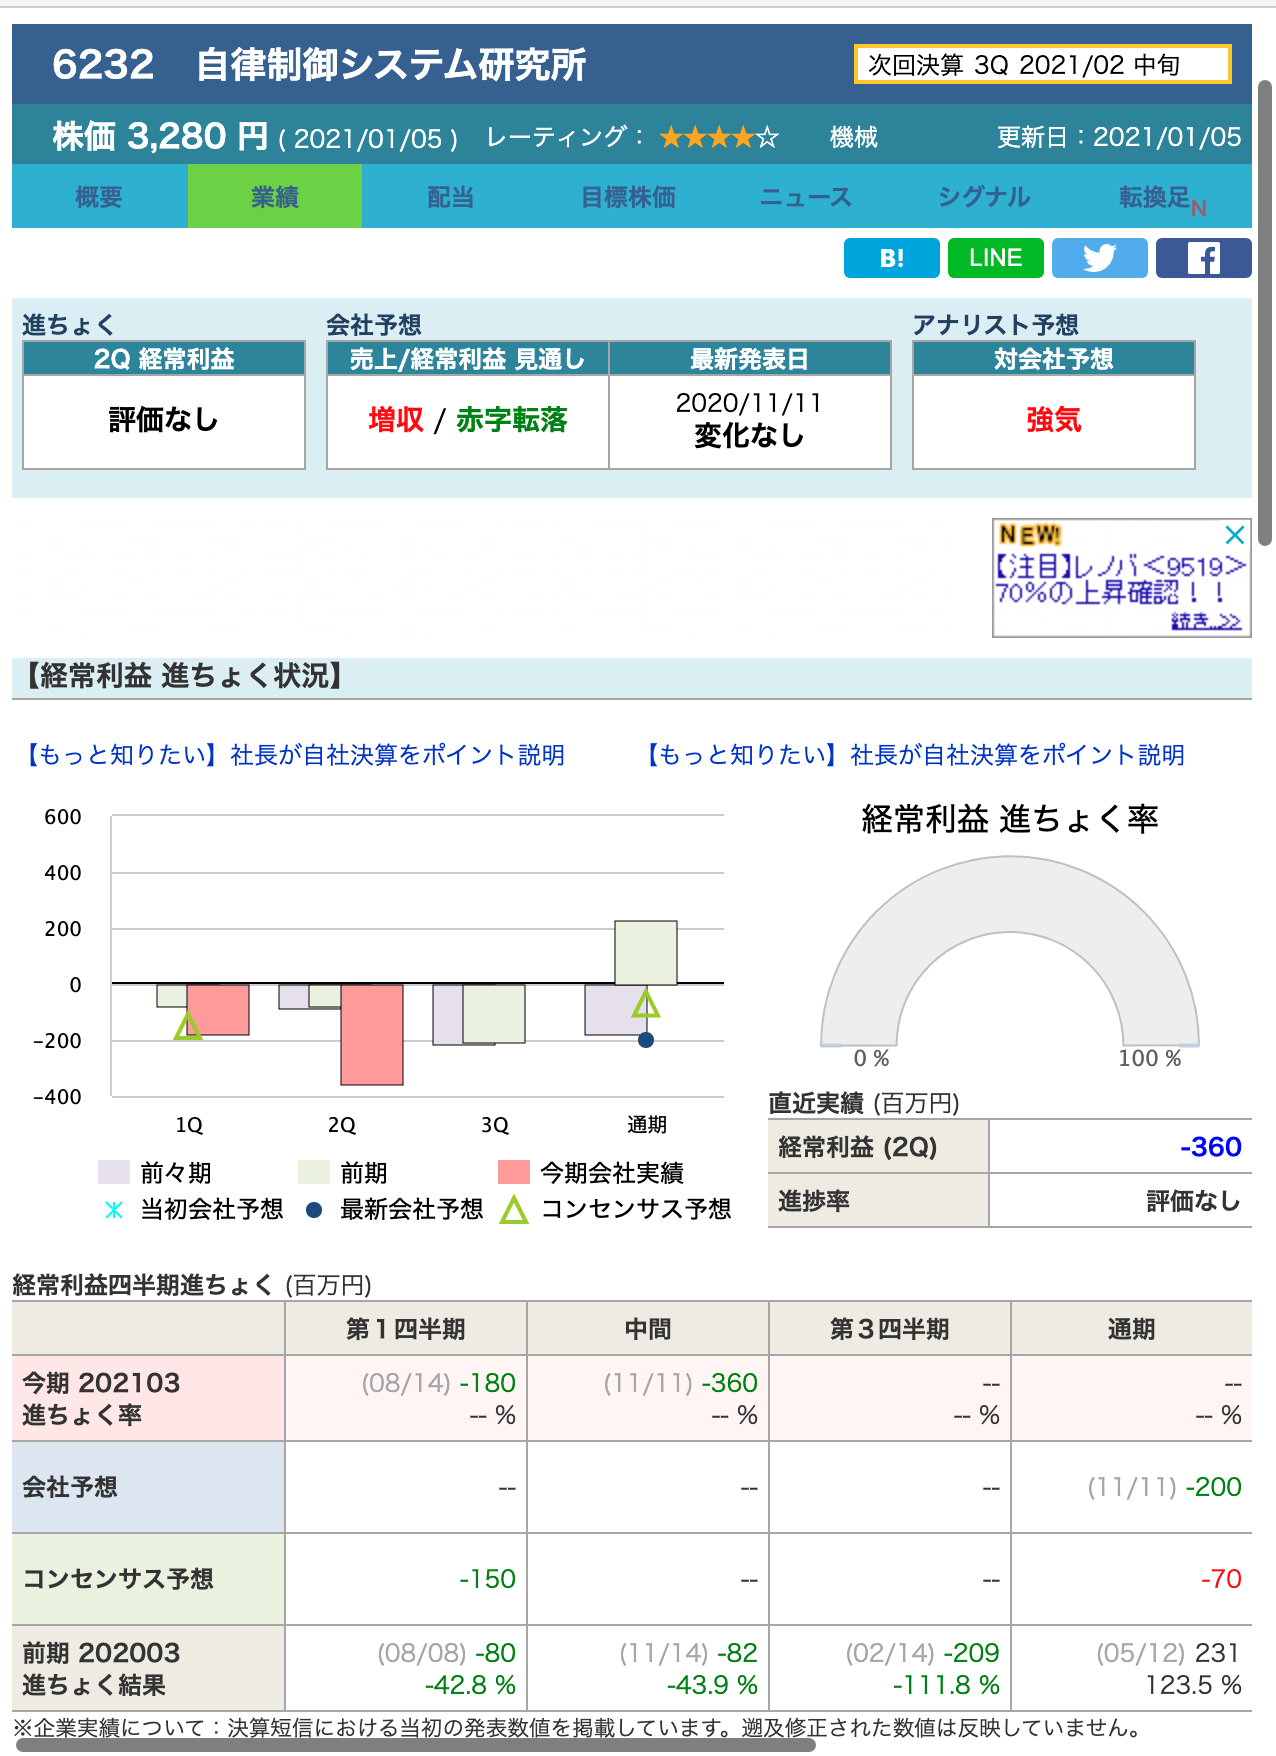 6232 自律制御システム研究所
次回決算 3Q 2021/02 中旬
株価 3,280 円 ( 2021/01/05 ) レーティング： ★★★★☆ 機械 更新日：2021/01/05
概要 業績 配当 目標株価 ニュース シグナル 転換足N
B! LINE
進ちょく 会社予想 アナリスト予想
2Q 経常利益 売上/経常利益 見通し 最新発表日 対会社予想
評価なし 増収 / 赤字転落 2020/11/11 強気
変化なし
NEW!
【注目】レノバ＜9519＞
70%の上昇確認！！
続き..>>
【経常利益 進ちょく状況】
【もっと知りたい】社長が自社決算をポイント説明 【もっと知りたい】社長が自社決算をポイント説明
600
400
200
0
-200
-400
1Q 2Q 3Q 通期
前々期 前期 今期会社実績
当初会社予想 最新会社予想 コンセンサス予想
経常利益 進ちょく率
0 % 100 %
直近実績 (百万円)
経常利益 (2Q) -360
進捗率 評価なし
経常利益四半期進ちょく (百万円)
第１四半期 中間 第３四半期 通期
今期 202103 (08/14) -180 (11/11) -360 -- --
進ちょく率 -- % -- % -- % -- %
会社予想 -- -- -- (11/11) -200
コンセンサス予想 -150 -- -- -70
前期 202003 (08/08) -80 (11/14) -82 (02/14) -209 (05/12) 231
進ちょく結果 -42.8 % -43.9 % -111.8 % 123.5 %
※企業実績について：決算短信における当初の発表数値を掲載しています。遡及修正された数値は反映していません。